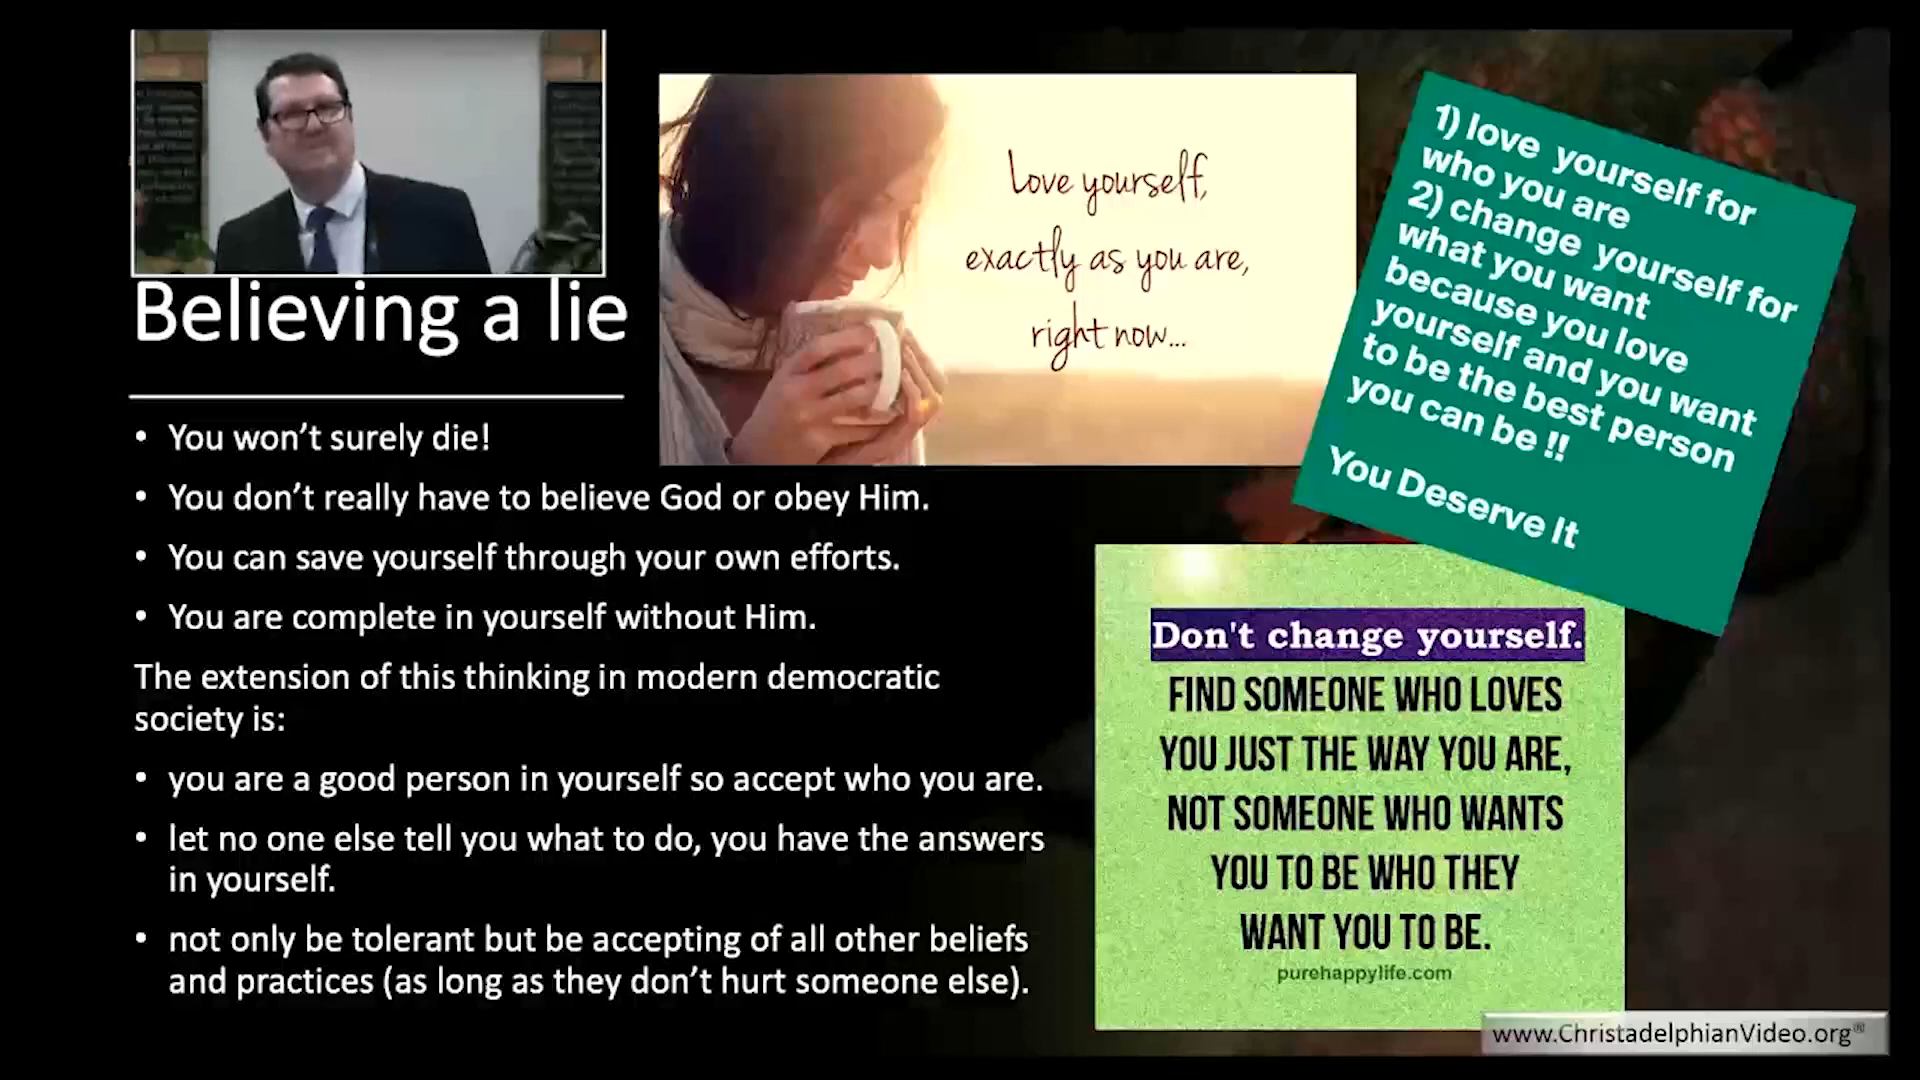 Believing a lie
• You won't surely die!
• You don't really have to believe God or obey Him.
• You can save yourself through your own efforts.
• You are complete in yourself without Him.
The extension of this thinking in modern democratic
society is:
• you are a good person in yourself so accept who you are.
• let no one else tell you what to do, you have the answers
in yourself.
• not only be tolerant but be accepting of all other beliefs
and practices (as long as they don't hurt someone else).
Love yourself,
exactly as you are,
right now...
1) love yourself for
who you are
2) change yourself for
what you want
because you love
yourself and you want
to be the best person
you can be !!
You Deserve It
Don't change yourself.
FIND SOMEONE WHO LOVES
YOU JUST THE WAY YOU ARE,
NOT SOMEONE WHO WANTS
YOU TO BE WHO THEY
WANT YOU TO BE.
purehappylife.com
www.ChristadelphianVideo.org®